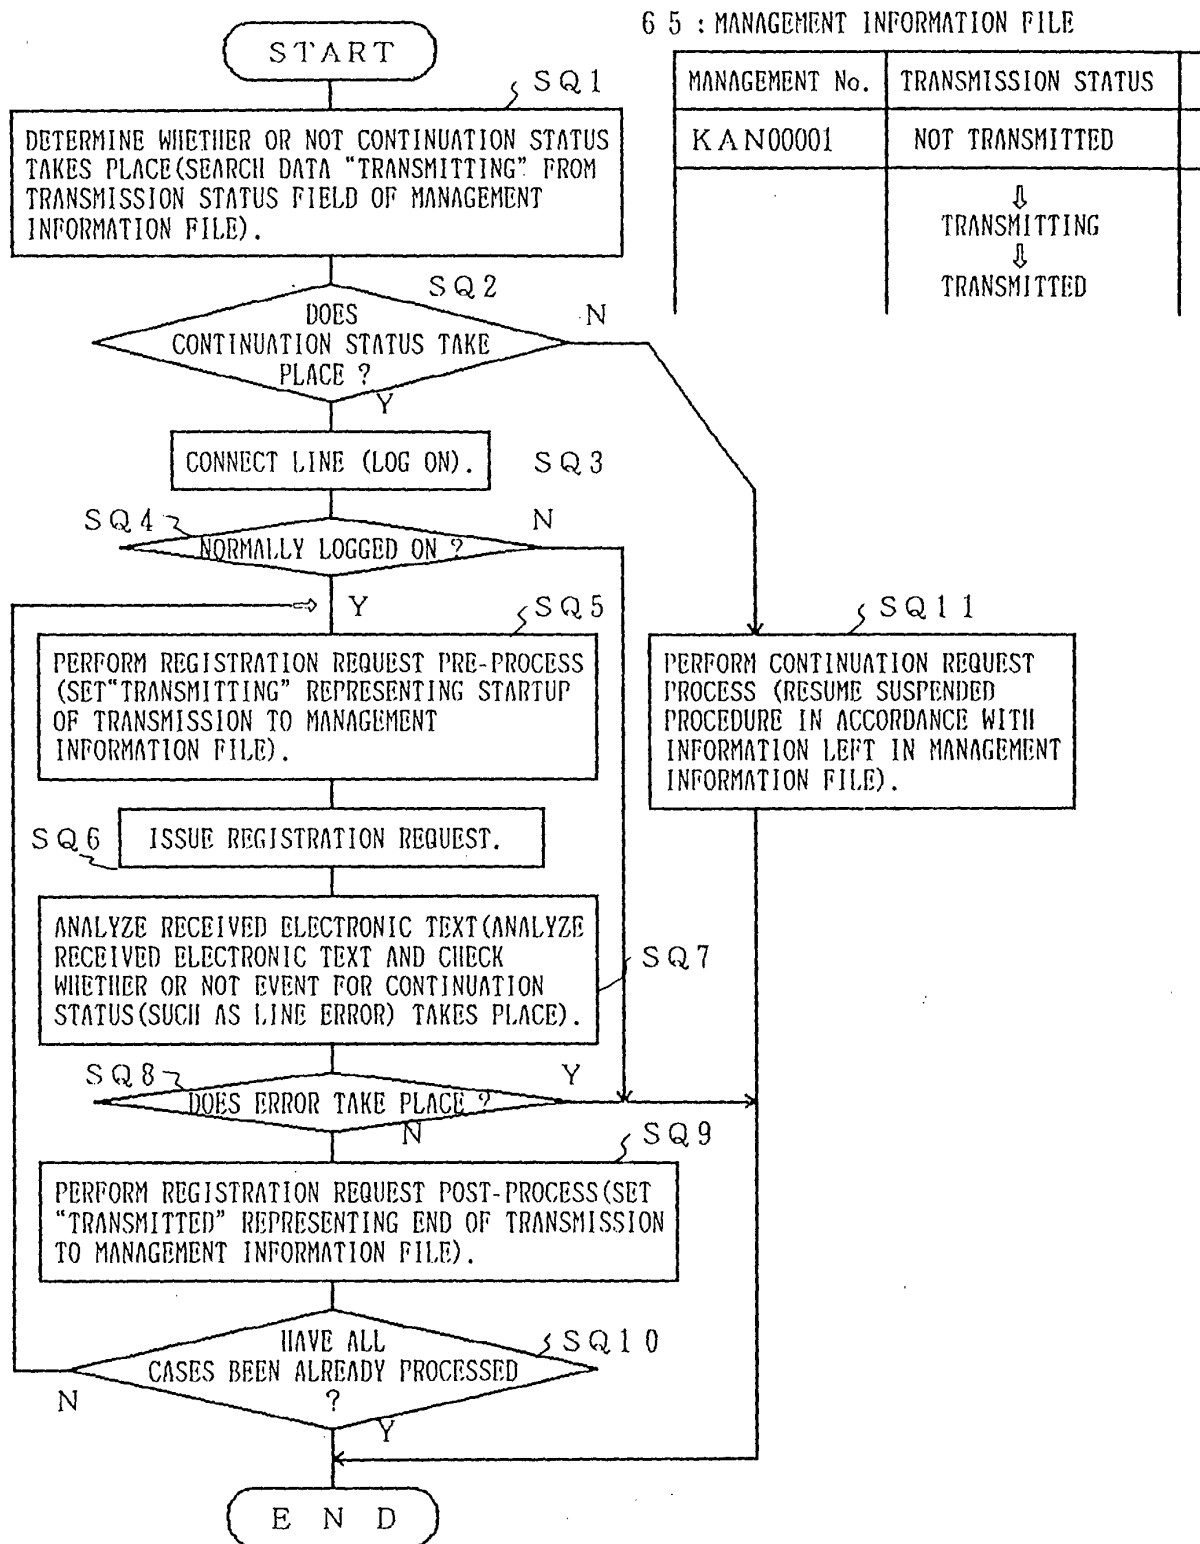 START
SQ1
DETERMINE WHETHER OR NOT CONTINUATION STATUS
TAKES PLACE(SEARCH DATA "TRANSMITTING" FROM
TRANSMISSION STATUS FIELD OF MANAGEMENT
INFORMATION FILE).
65 : MANAGEMENT INFORMATION FILE
MANAGEMENT No. TRANSMISSION STATUS
KAN00001 NOT TRANSMITTED
⇩
TRANSMITTING
⇩
TRANSMITTED
SQ2
DOES
CONTINUATION STATUS TAKE
PLACE ?
N
Y
CONNECT LINE (LOG ON).
SQ3
SQ4
NORMALLY LOGGED ON ?
N
Y
SQ5
PERFORM REGISTRATION REQUEST PRE-PROCESS
(SET"TRANSMITTING" REPRESENTING STARTUP
OF TRANSMISSION TO MANAGEMENT
INFORMATION FILE).
SQ11
PERFORM CONTINUATION REQUEST
PROCESS (RESUME SUSPENDED
PROCEDURE IN ACCORDANCE WITH
INFORMATION LEFT IN MANAGEMENT
INFORMATION FILE).
SQ6
ISSUE REGISTRATION REQUEST.
ANALYZE RECEIVED ELECTRONIC TEXT(ANALYZE
RECEIVED ELECTRONIC TEXT AND CHECK
WHETHER OR NOT EVENT FOR CONTINUATION
STATUS(SUCH AS LINE ERROR) TAKES PLACE).
SQ7
SQ8
DOES ERROR TAKE PLACE ?
Y
N
SQ9
PERFORM REGISTRATION REQUEST POST-PROCESS(SET
"TRANSMITTED" REPRESENTING END OF TRANSMISSION
TO MANAGEMENT INFORMATION FILE).
HAVE ALL
CASES BEEN ALREADY PROCESSED
?
SQ10
N
Y
END